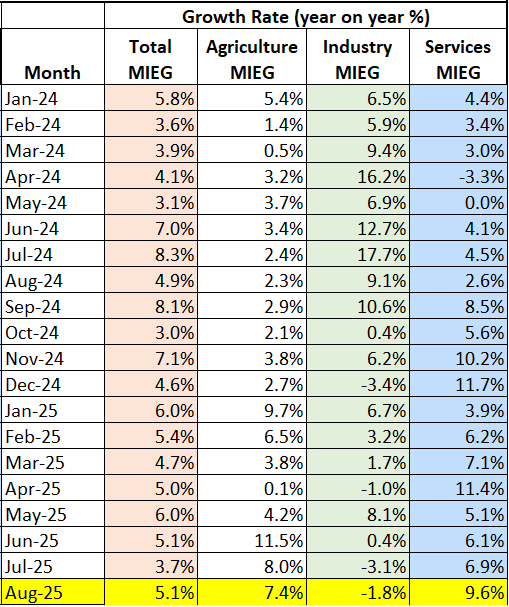 Growth Rate (year on year %)
Month Total MIEG Agriculture MIEG Industry MIEG Services MIEG
Jan-24 5.8% 5.4% 6.5% 4.4%
Feb-24 3.6% 1.4% 5.9% 3.4%
Mar-24 3.9% 0.5% 9.4% 3.0%
Apr-24 4.1% 3.2% 16.2% -3.3%
May-24 3.1% 3.7% 6.9% 0.0%
Jun-24 7.0% 3.4% 12.7% 4.1%
Jul-24 8.3% 2.4% 17.7% 4.5%
Aug-24 4.9% 2.3% 9.1% 2.6%
Sep-24 8.1% 2.9% 10.6% 8.5%
Oct-24 3.0% 2.1% 0.4% 5.6%
Nov-24 7.1% 3.8% 6.2% 10.2%
Dec-24 4.6% 2.7% -3.4% 11.7%
Jan-25 6.0% 9.7% 6.7% 3.9%
Feb-25 5.4% 6.5% 3.2% 6.2%
Mar-25 4.7% 3.8% 1.7% 7.1%
Apr-25 5.0% 0.1% -1.0% 11.4%
May-25 6.0% 4.2% 8.1% 5.1%
Jun-25 5.1% 11.5% 0.4% 6.1%
Jul-25 3.7% 8.0% -3.1% 6.9%
Aug-25 5.1% 7.4% -1.8% 9.6%